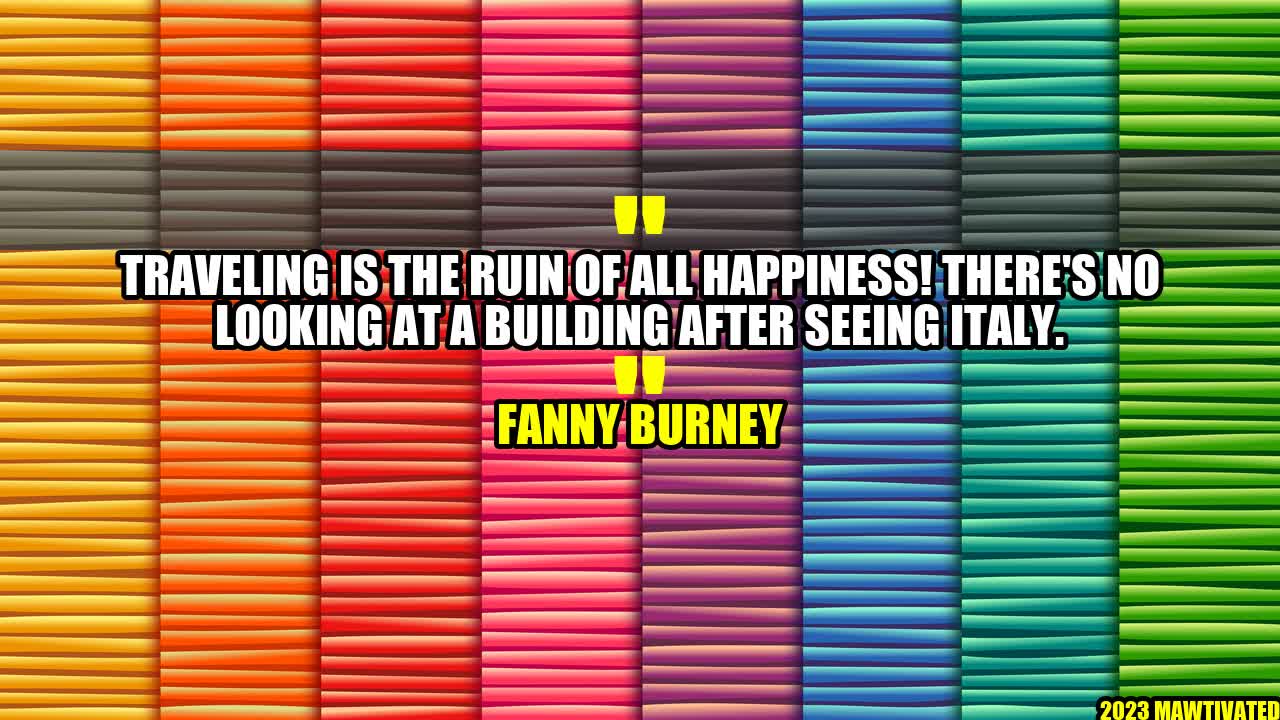 "
TRAVELING IS THE RUIN OF ALL HAPPINESS! THERE'S NO
LOOKING AT A BUILDING AFTER SEEING ITALY.
"
FANNY BURNEY
2023 MAWTIVATED